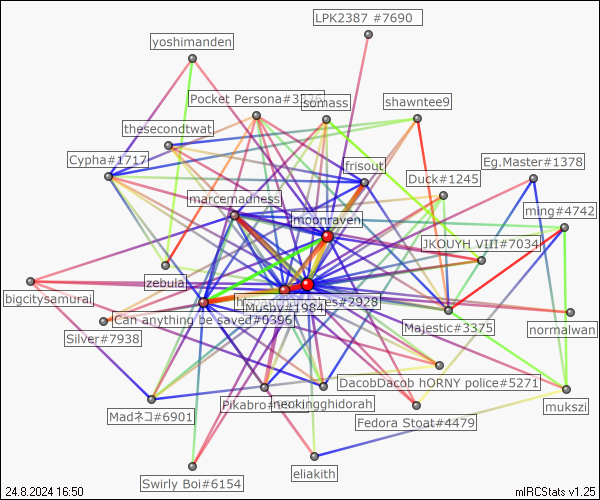 LPK2387 #7690
yoshimanden
Pocket Persona#3
somass
shawntee9
thesecondtwat
Cypha#1717
frisout
Eg.Master#1378
Duck#1245
marcemadness
ming#4742
moonraven
JKOUYH VIII#7034
zebula
bigcitysamurai
es#2928
Mushy#1984
Can anything be saved#0396
Silver#7938
Majestic#3375
normalwan
DacobDacob hORNY police#5271
Madネコ#6901
Pikabro#
neokingghidorah
mukszi
Fedora Stoat#4479
Swirly Boi#6154
eliakith
24.8.2024 16:50
mIRCStats v1.25